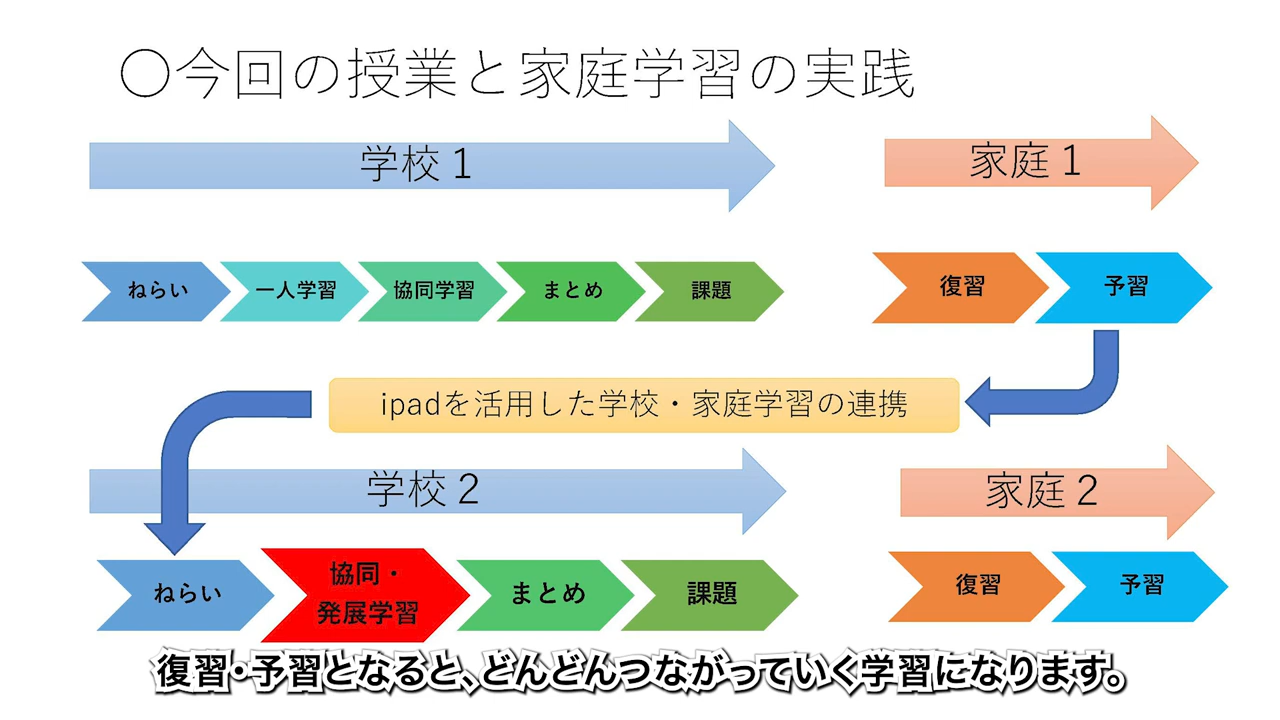 〇今回の授業と家庭学習の実践
学校１
家庭１
ねらい
一人学習
協同学習
まとめ
課題
復習
予習
ipadを活用した学校・家庭学習の連携
学校２
家庭２
ねらい
協同・
発展学習
まとめ
課題
復習
予習
復習・予習となると、どんどんつながっていく学習になります。